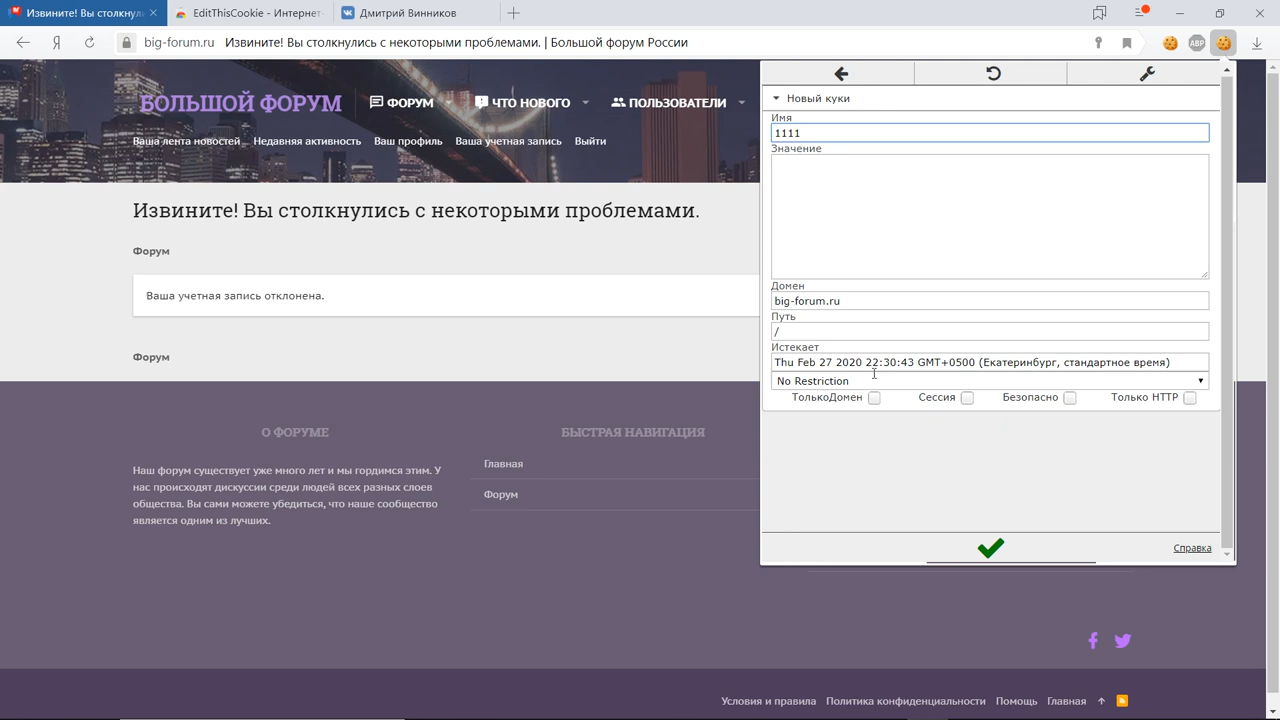 Извините! Вы столкнул
EditThisCookie - Интернет-
Дмитрий Винников
big-forum.ru Извините! Вы столкнулись с некоторыми проблемами. | Большой форум России
ABP
БОЛЬШОЙ ФОРУМ
ФОРУМ
ЧТО НОВОГО
ПОЛЬЗОВАТЕЛИ
Ваша лента новостей Недавняя активность Ваш профиль Ваша учетная запись Выйти
Извините! Вы столкнулись с некоторыми проблемами.
Форум
Ваша учетная запись отклонена.
Форум
О ФОРУМЕ
Наш форум существует уже много лет и мы гордимся этим. У
нас происходят дискуссии среди людей всех разных слоев
общества. Вы сами можете убедиться, что наше сообщество
является одним из лучших.
БЫСТРАЯ НАВИГАЦИЯ
Главная
Форум
Новый куки
Имя
1111
Значение
Домен
big-forum.ru
Путь
/
Истекает
Thu Feb 27 2020 22:30:43 GMT+0500 (Екатеринбург, стандартное время)
No Restriction
ТолькоДомен Сессия Безопасно Только HTTP
Справка
Условия и правила Политика конфиденциальности Помощь Главная